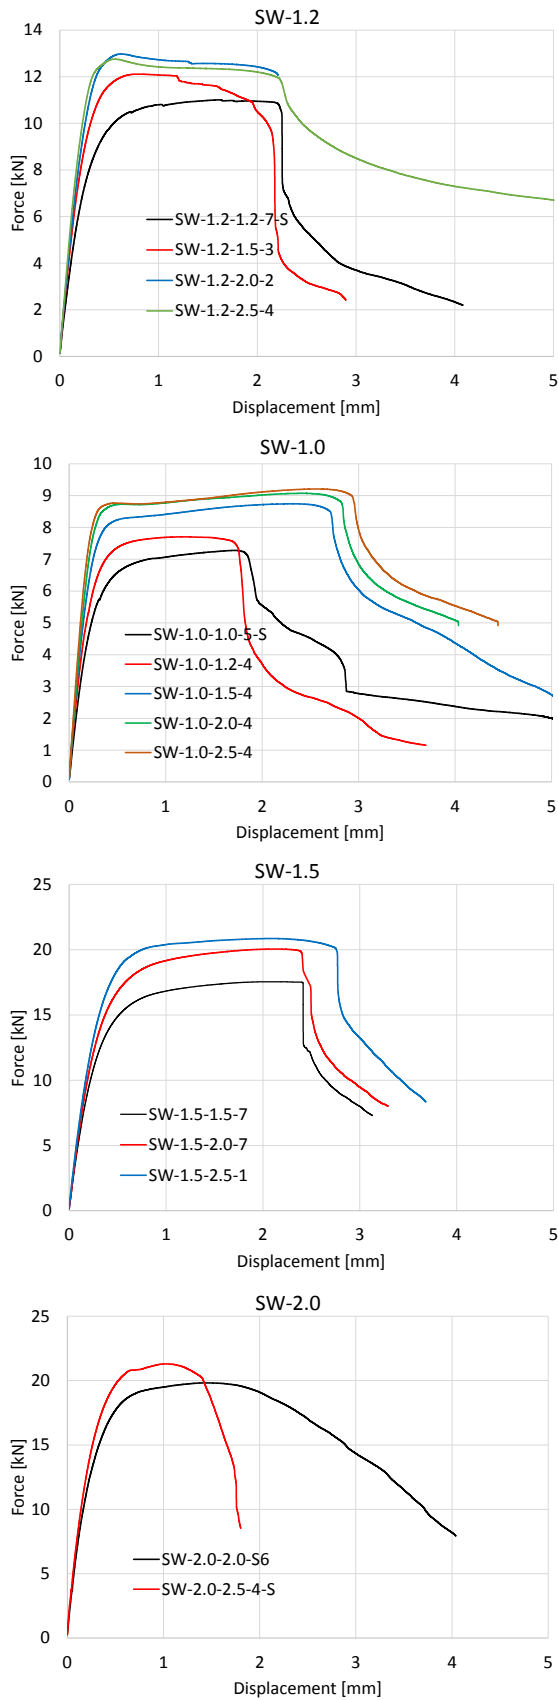 SW-1.2
14
12
10
8
6
4
2
0
Force [kN]
SW-1.2-1.2-7-S
SW-1.2-1.5-3
SW-1.2-2.0-2
SW-1.2-2.5-4
0 1 2 3 4 5
Displacement [mm]
SW-1.0
10
9
8
7
6
5
4
3
2
1
0
Force [kN]
SW-1.0-1.0-5-S
SW-1.0-1.2-4
SW-1.0-1.5-4
SW-1.0-2.0-4
SW-1.0-2.5-4
0 1 2 3 4 5
Displacement [mm]
SW-1.5
25
20
15
10
5
0
Force [kN]
SW-1.5-1.5-7
SW-1.5-2.0-7
SW-1.5-2.5-1
0 1 2 3 4 5
Displacement [mm]
SW-2.0
25
20
15
10
5
0
Force [kN]
SW-2.0-2.0-S6
SW-2.0-2.5-4-S
0 1 2 3 4 5
Displacement [mm]